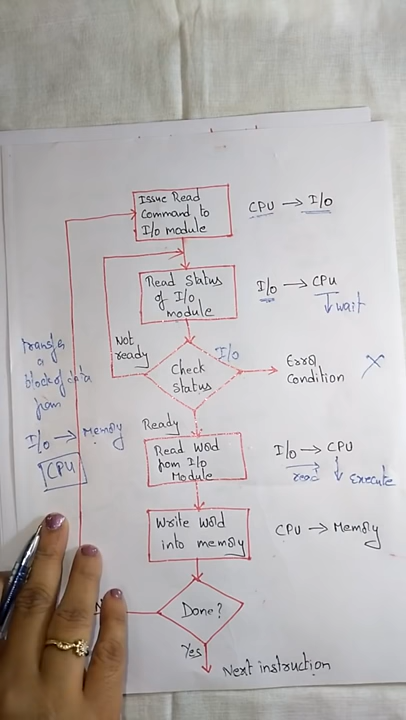 Issue Read
Command to
I/o module
CPU → I/o
Read Status
of I/o
module
I/o → CPU
↓ wait
Not
ready
I/o
Check
Status
Error
Condition
X
Transfer
a
block of data
from
I/o → Memory
CPU
Ready
Read Word
from I/o
Module
I/o → CPU
read
↓ Execute
Write Word
into memory
CPU → Memory
Done?
Yes
Next instruction